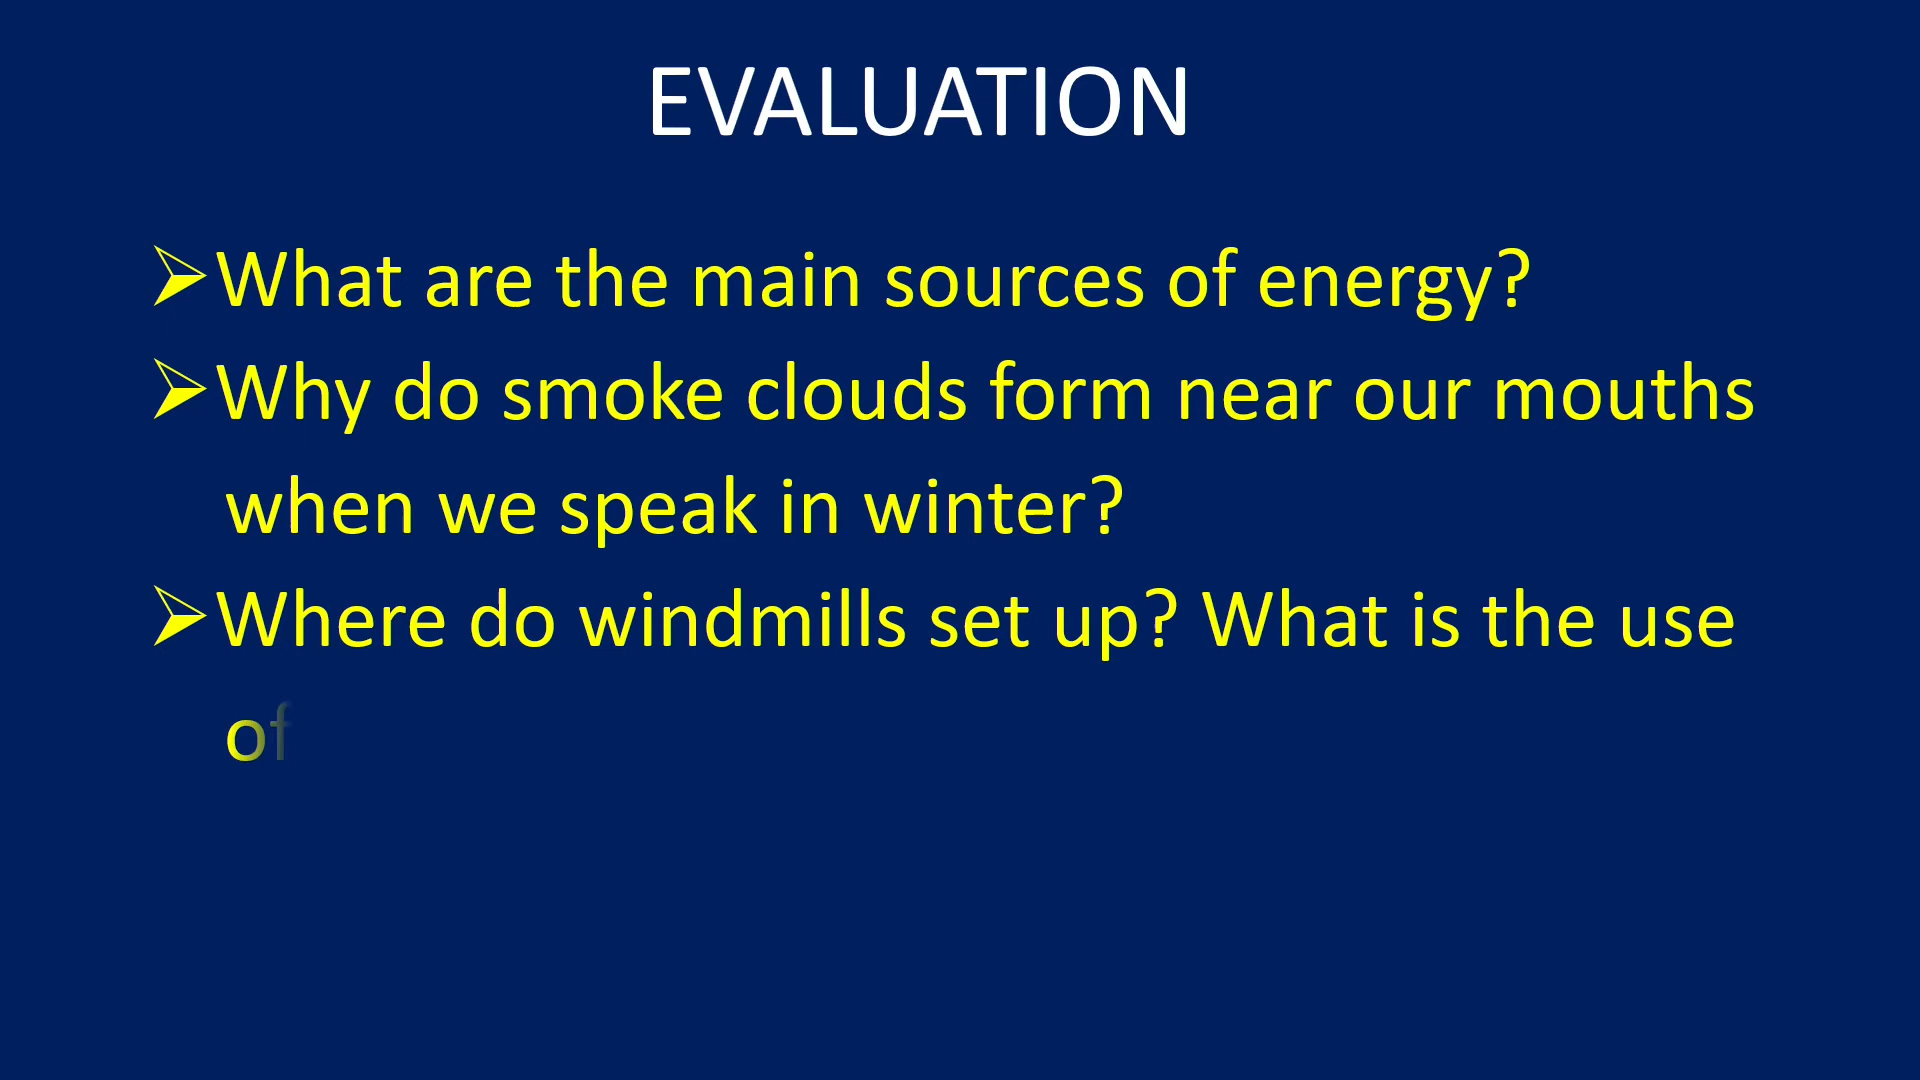 EVALUATION
➢What are the main sources of energy?
➢Why do smoke clouds form near our mouths
when we speak in winter?
➢Where do windmills set up? What is the use
of